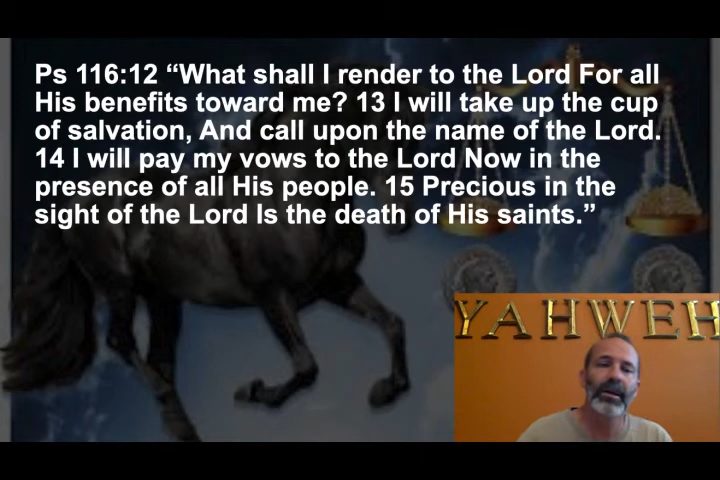 Ps 116:12 “What shall I render to the Lord For all
His benefits toward me? 13 I will take up the cup
of salvation, And call upon the name of the Lord.
14 I will pay my vows to the Lord Now in the
presence of all His people. 15 Precious in the
sight of the Lord Is the death of His saints.”
YAHWEH